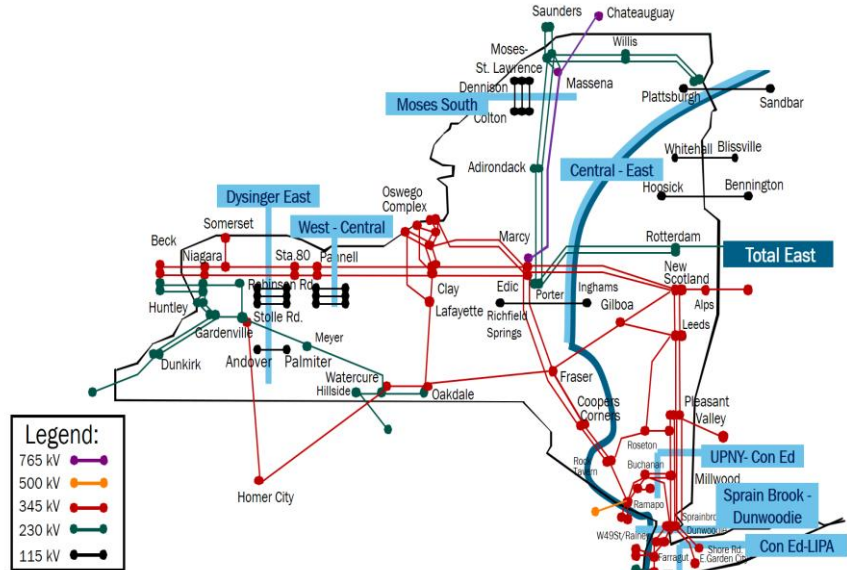 Saunders
Chateauguay
Moses-
St. Lawrence
Willis
Massena
Dennison
Colton
Moses South
Plattsburgh
Sandbar
Whitehall
Blissville
Adirondack
Central - East
Hoosick
Bennington
Dysinger East
West - Central
Oswego
Complex
Somerset
Marcy
Rotterdam
Total East
Beck
Niagara
Sta.80
Pannell
New
Scotland
Robinson Rd.
Clay
Edic
Porter
Inghams
Alps
Huntley
Stolle Rd.
Lafayette
Richfield
Springs
Gilboa
Leeds
Gardenville
Meyer
Dunkirk
Andover
Palmiter
Watercure
Hillside
Oakdale
Fraser
Coopers
Corners
Pleasant
Valley
Roseton
Rock
Tavern
Buchanan
UPNY- Con Ed
Millwood
Ramapo
Sprain Brook -
Dunwoodie
Sprainbrook
Dunwoodie
W49St/Rainey
Farragut
Shore Rd.
E.Garden City
Con Ed-LIPA
Homer City
Legend:
765 kV
500 kV
345 kV
230 kV
115 kV